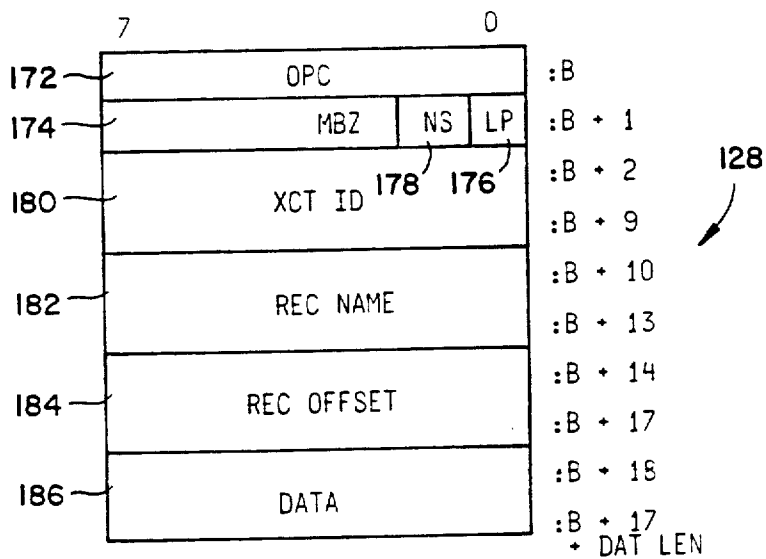 7 0
172 OPC :B
174 MBZ NS LP :B + 1
178 176 :B + 2 128
180 XCT ID :B + 9
:B + 10
182 REC NAME :B + 13
:B + 14
184 REC OFFSET :B + 17
:B + 18
186 DATA :B + 17
+ DAT LEN